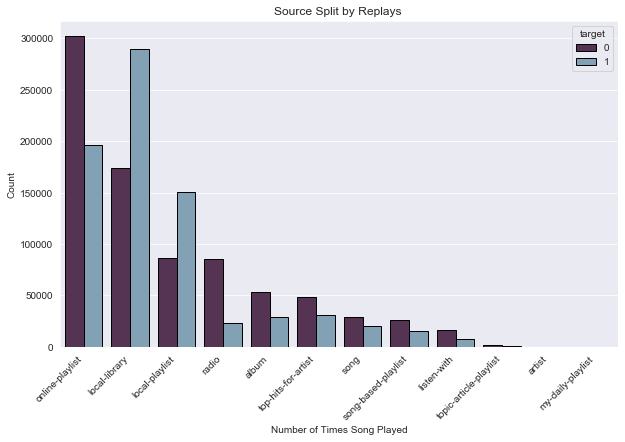 Source Split by Replays
target
0
1
300000
250000
200000
150000
100000
50000
0
Count
online-playlist
local-library
local-playlist
radio
album
top-hits-for-artist
song
song-based-playlist
listen-with
topic-article-playlist
artist
my-daily-playlist
Number of Times Song Played